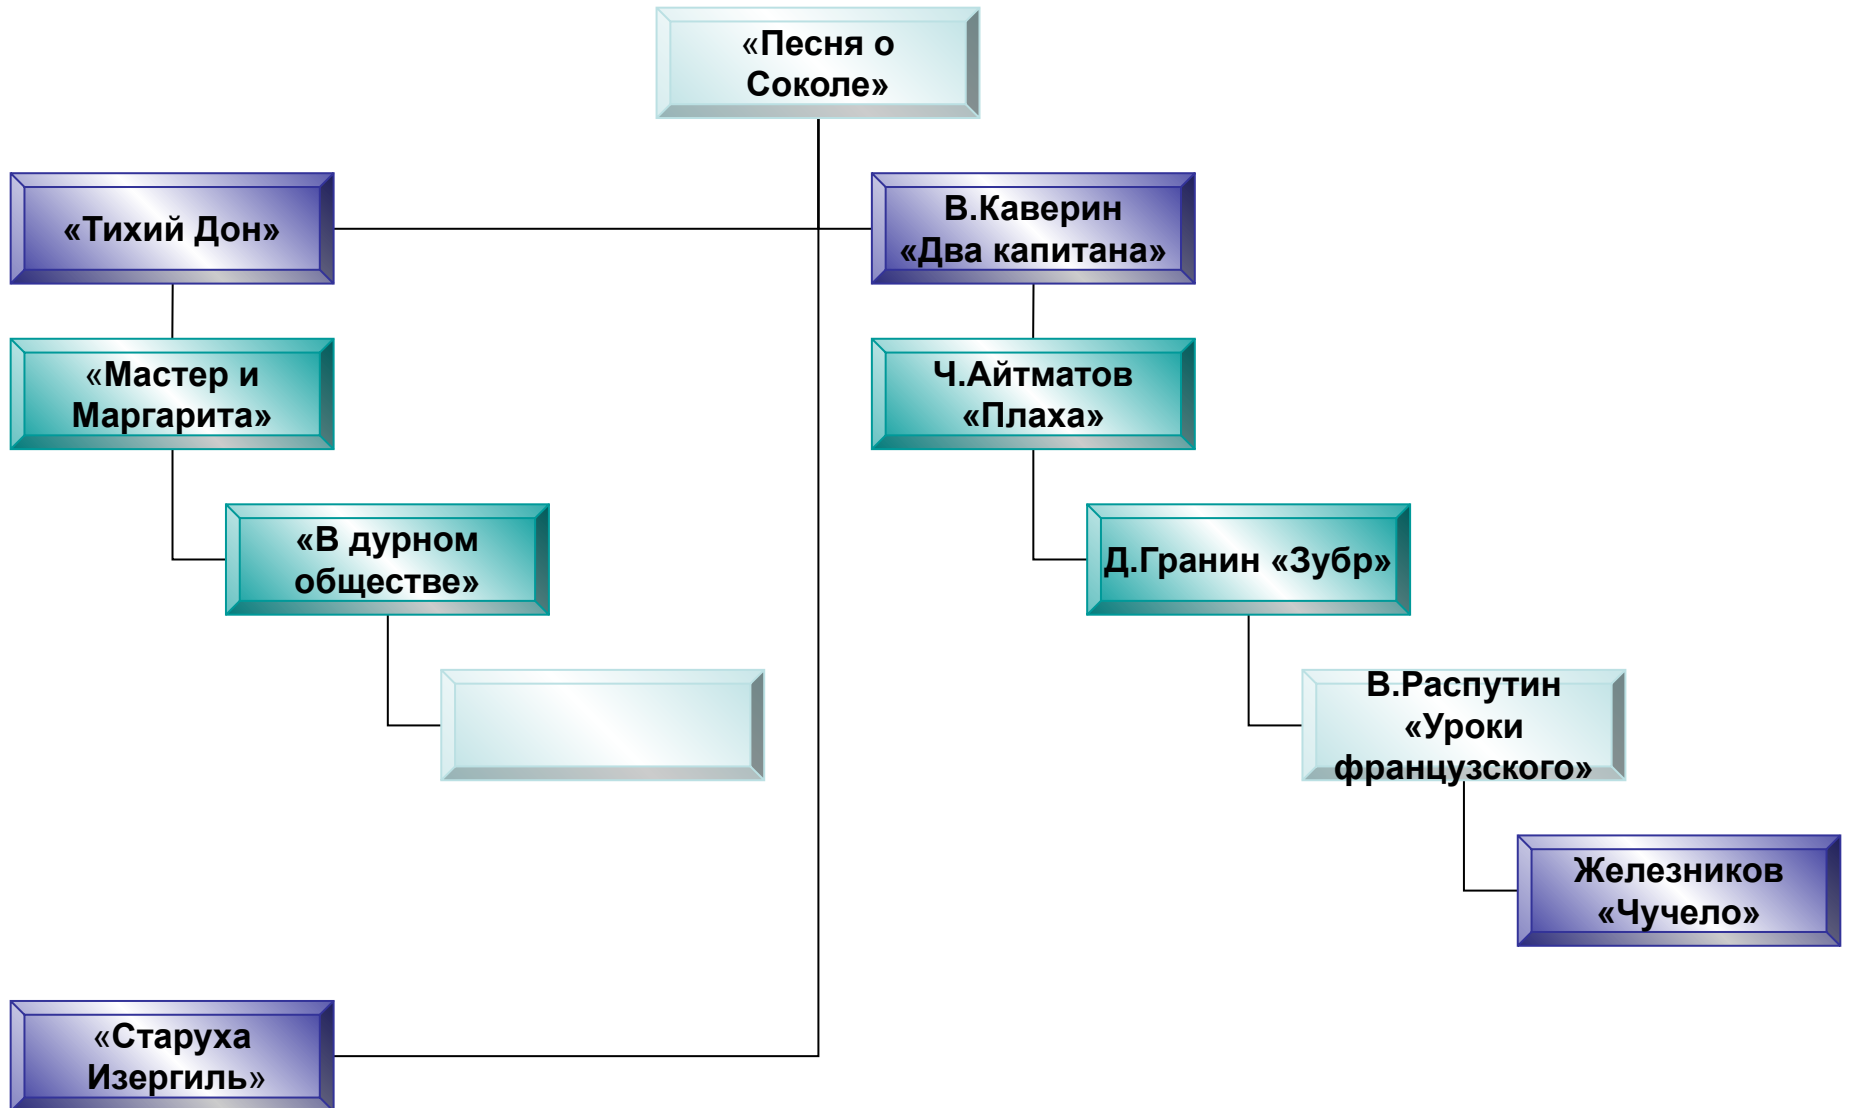 «Песня о
Соколе»
«Тихий Дон»
В.Каверин
«Два капитана»
«Мастер и
Маргарита»
Ч.Айтматов
«Плаха»
«В дурном
обществе»
Д.Гранин «Зубр»
В.Распутин
«Уроки
французского»
Железников
«Чучело»
«Старуха
Изергиль»